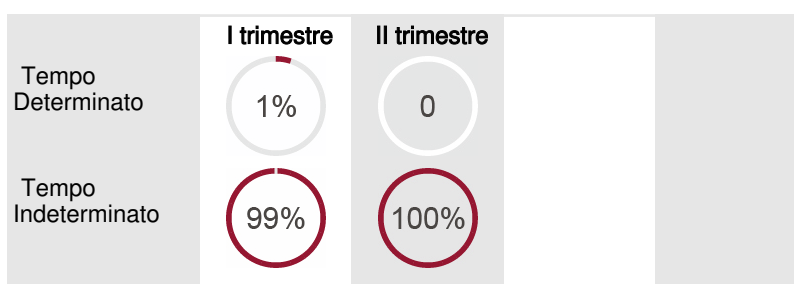 I trimestre II trimestre
Tempo
Determinato
1% 0
Tempo
Indeterminato
99% 100%